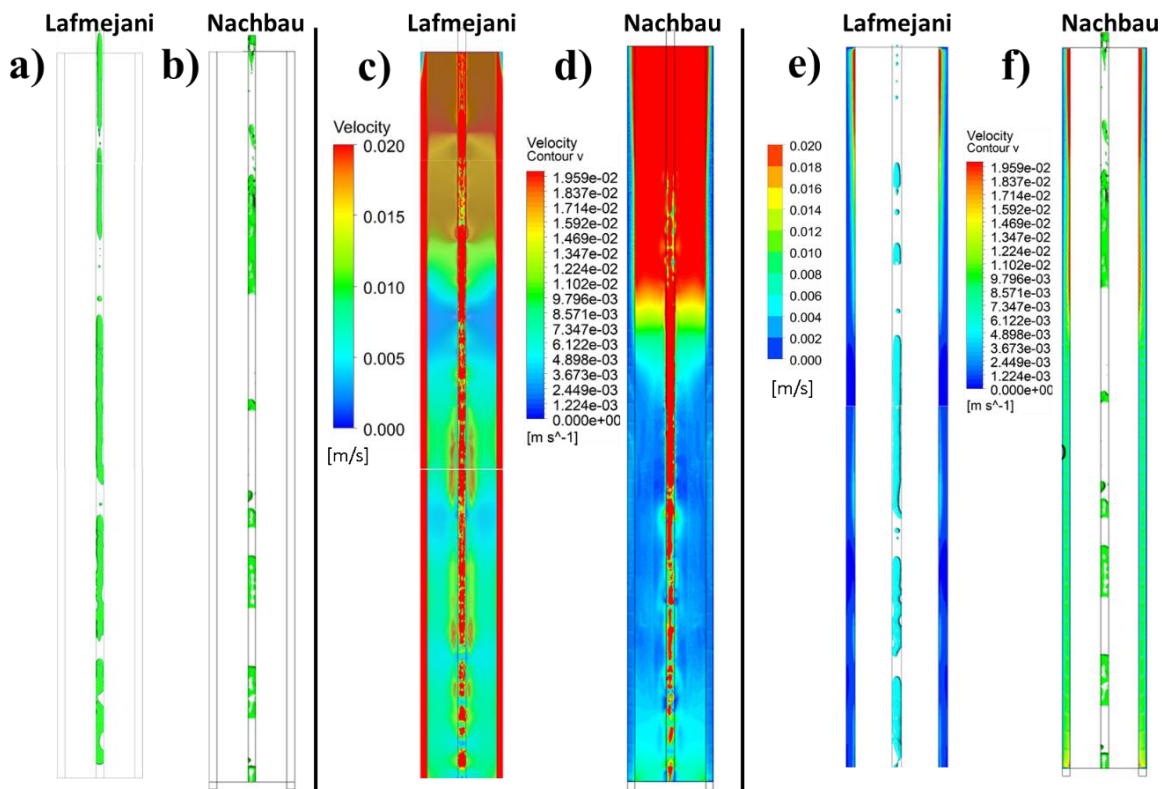 Lafmejani
Nachbau
Lafmejani
Nachbau
Lafmejani
Nachbau
a)
b)
c)
d)
e)
f)
Velocity
0.020
0.015
0.010
0.005
0.000
[m/s]
Velocity
Contour v
1.959e-02
1.837e-02
1.714e-02
1.592e-02
1.469e-02
1.347e-02
1.224e-02
1.102e-02
9.796e-03
8.571e-03
7.347e-03
6.122e-03
4.898e-03
3.673e-03
2.449e-03
1.224e-03
0.000e+00
[m s^-1]
0.020
0.018
0.016
0.014
0.012
0.010
0.008
0.006
0.004
0.002
0.000
[m/s]
Velocity
Contour v
1.959e-02
1.837e-02
1.714e-02
1.592e-02
1.469e-02
1.347e-02
1.224e-02
1.102e-02
9.796e-03
8.571e-03
7.347e-03
6.122e-03
4.898e-03
3.673e-03
2.449e-03
1.224e-03
0.000e+00
[m s^-1]